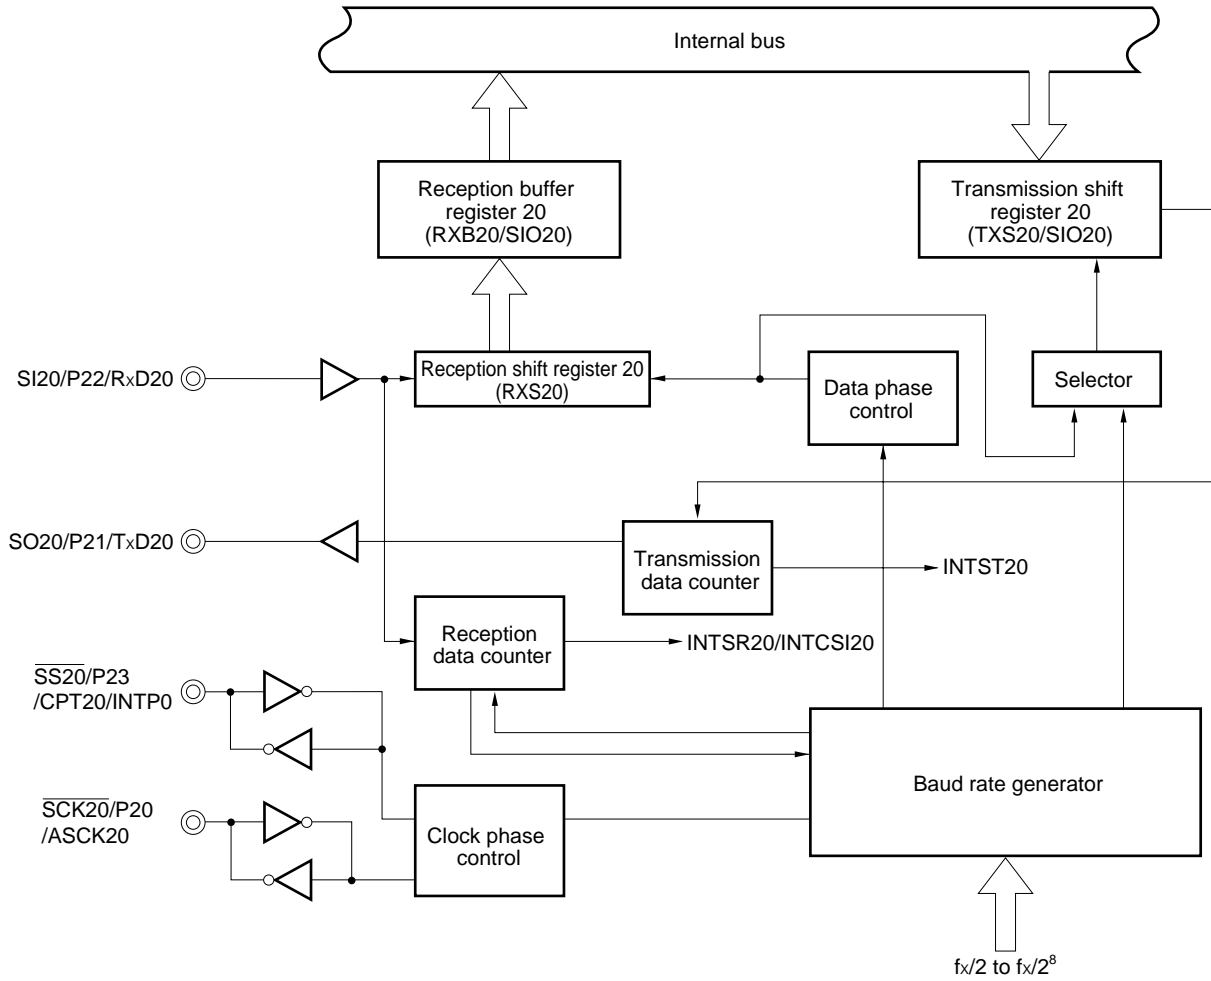 Internal bus
Reception buffer
register 20
(RXB20/SIO20)
Transmission shift
register 20
(TXS20/SIO20)
SI20/P22/RxD20
Reception shift register 20
(RXS20)
Data phase
control
Selector
SO20/P21/TxD20
Transmission
data counter
INTST20
Reception
data counter
INTSR20/INTCSI20
SS20/P23
/CPT20/INTP0
Baud rate generator
SCK20/P20
/ASCK20
Clock phase
control
fx/2 to fx/2⁸